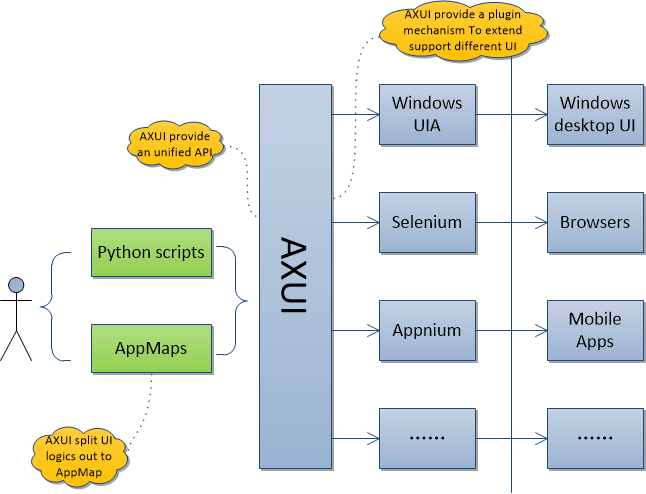 AXUI provide a plugin
mechanism To extend
support different UI
AXUI provide
an unified API
Windows
UIA
Windows
desktop UI
Selenium
Browsers
Python scripts
AXUI
AppMaps
Appnium
Mobile
Apps
AXUI split UI
logics out to
AppMap
......
......